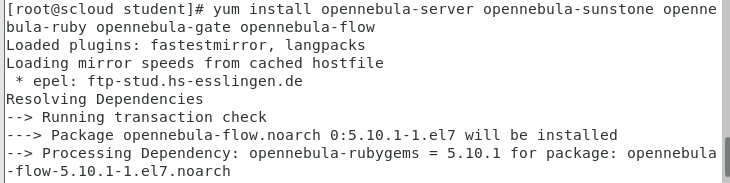 [root@scloud student]# yum install opennebula-server opennebula-sunstone openne
bula-ruby opennebula-gate opennebula-flow
Loaded plugins: fastestmirror, langpacks
Loading mirror speeds from cached hostfile
 * epel: ftp-stud.hs-esslingen.de
Resolving Dependencies
--> Running transaction check
---> Package opennebula-flow.noarch 0:5.10.1-1.el7 will be installed
--> Processing Dependency: opennebula-rubygems = 5.10.1 for package: opennebula
-flow-5.10.1-1.el7.noarch